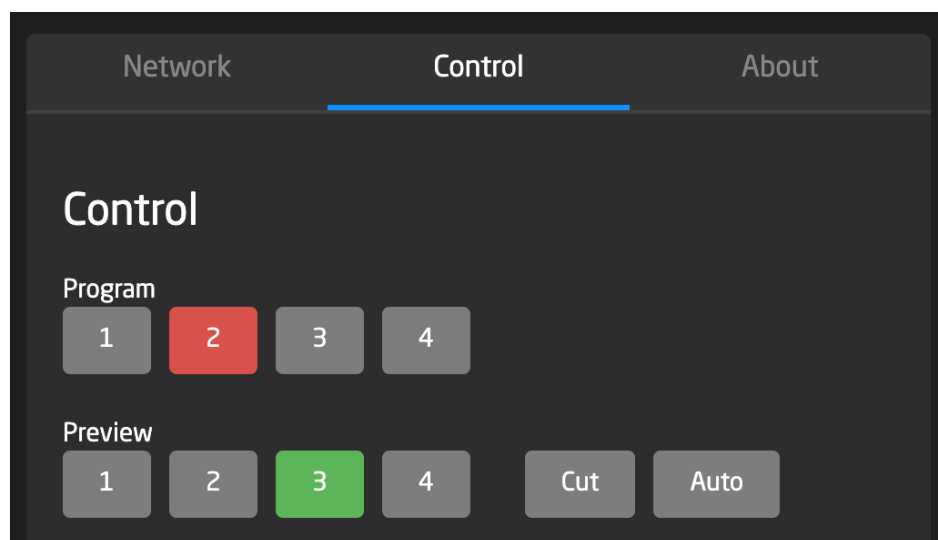 Network Control About
Control
Program
1 2 3 4
Preview
1 2 3 4 Cut Auto